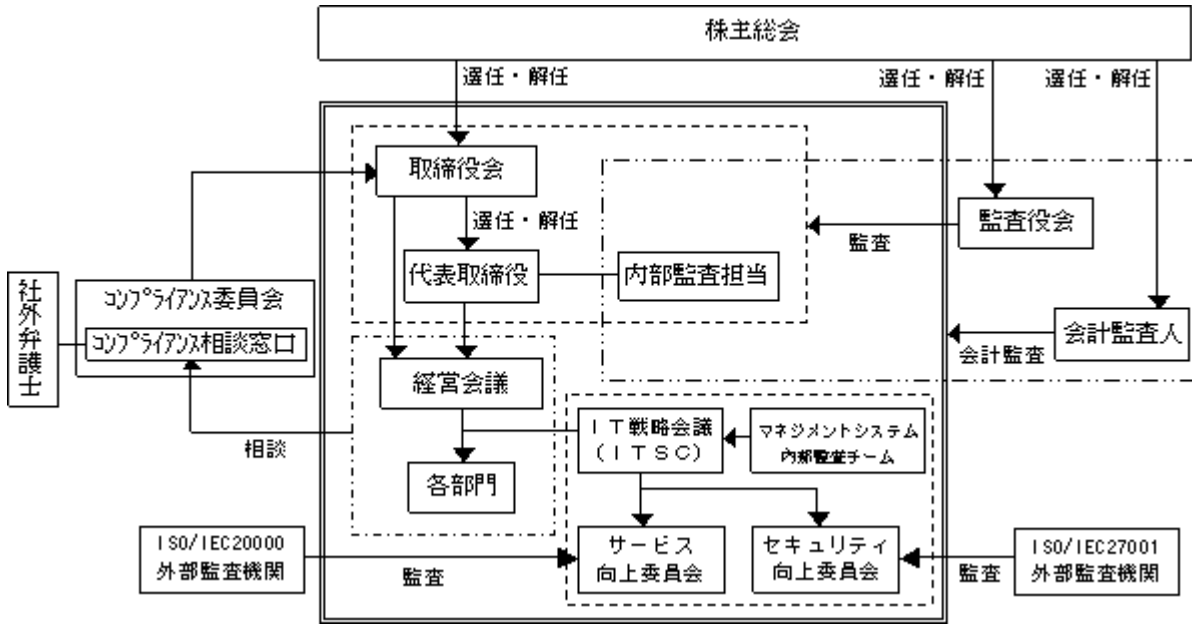 株主総会
選任・解任
選任・解任
選任・解任
取締役会
選任・解任
監査役会
監査
代表取締役
内部監査担当
社外弁護士
コンプライアンス委員会
コンプライアンス相談窓口
会計監査人
会計監査
経営会議
相談
IT戦略会議
(ITSC)
マネジメントシステム
内部監査チーム
各部門
ISO/IEC20000
外部監査機関
監査
サービス
向上委員会
セキュリティ
向上委員会
監査
ISO/IEC27001
外部監査機関